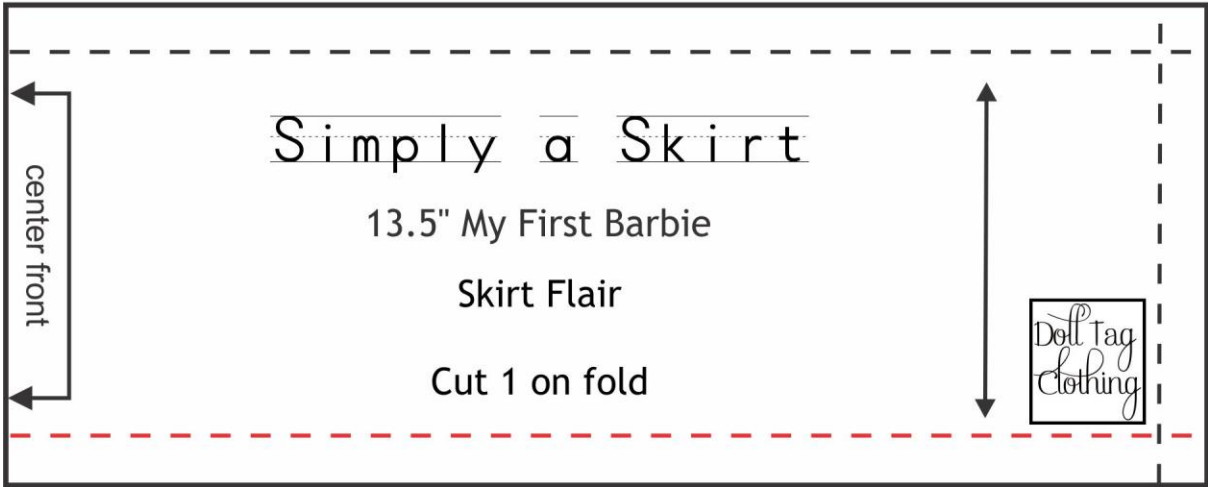 Simply a Skirt
13.5" My First Barbie
Skirt Flair
Cut 1 on fold
center front
Doll Tag
Clothing